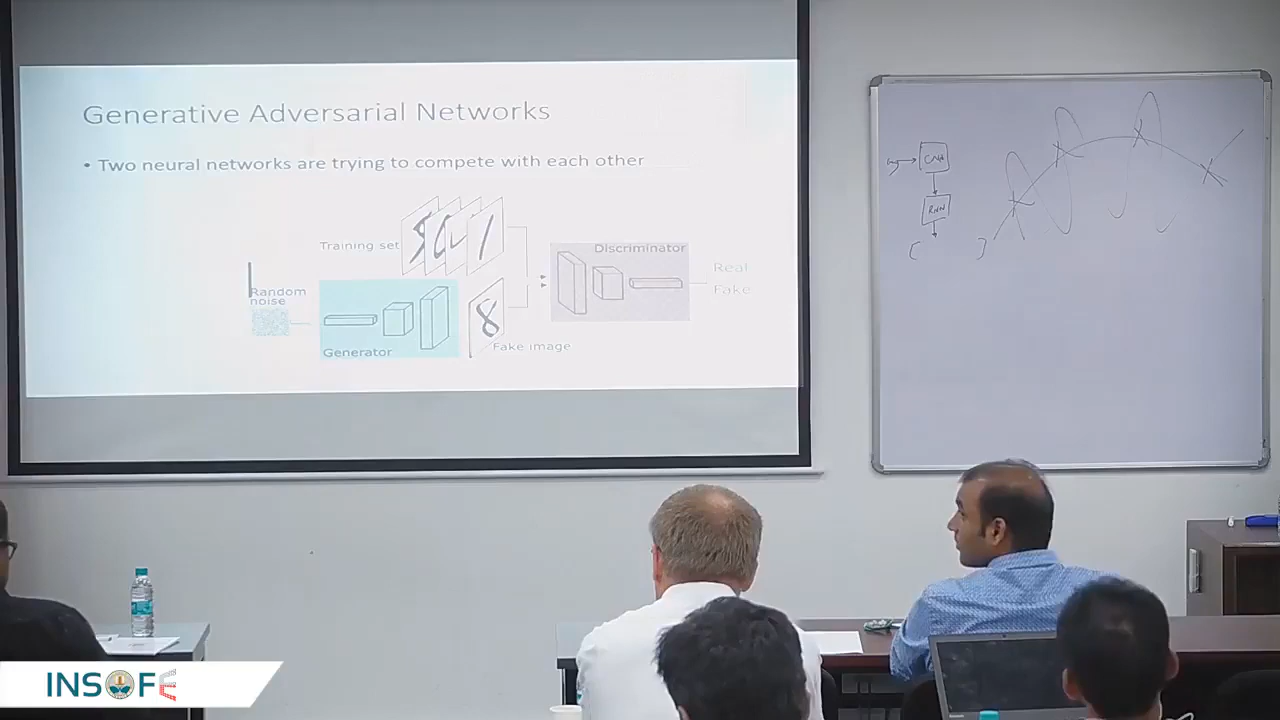 Generative Adversarial Networks
• Two neural networks are trying to compete with each other
Training set
Discriminator
Real
Fake
Random
noise
8
Fake image
Generator
CNN
RNN
INSOFE